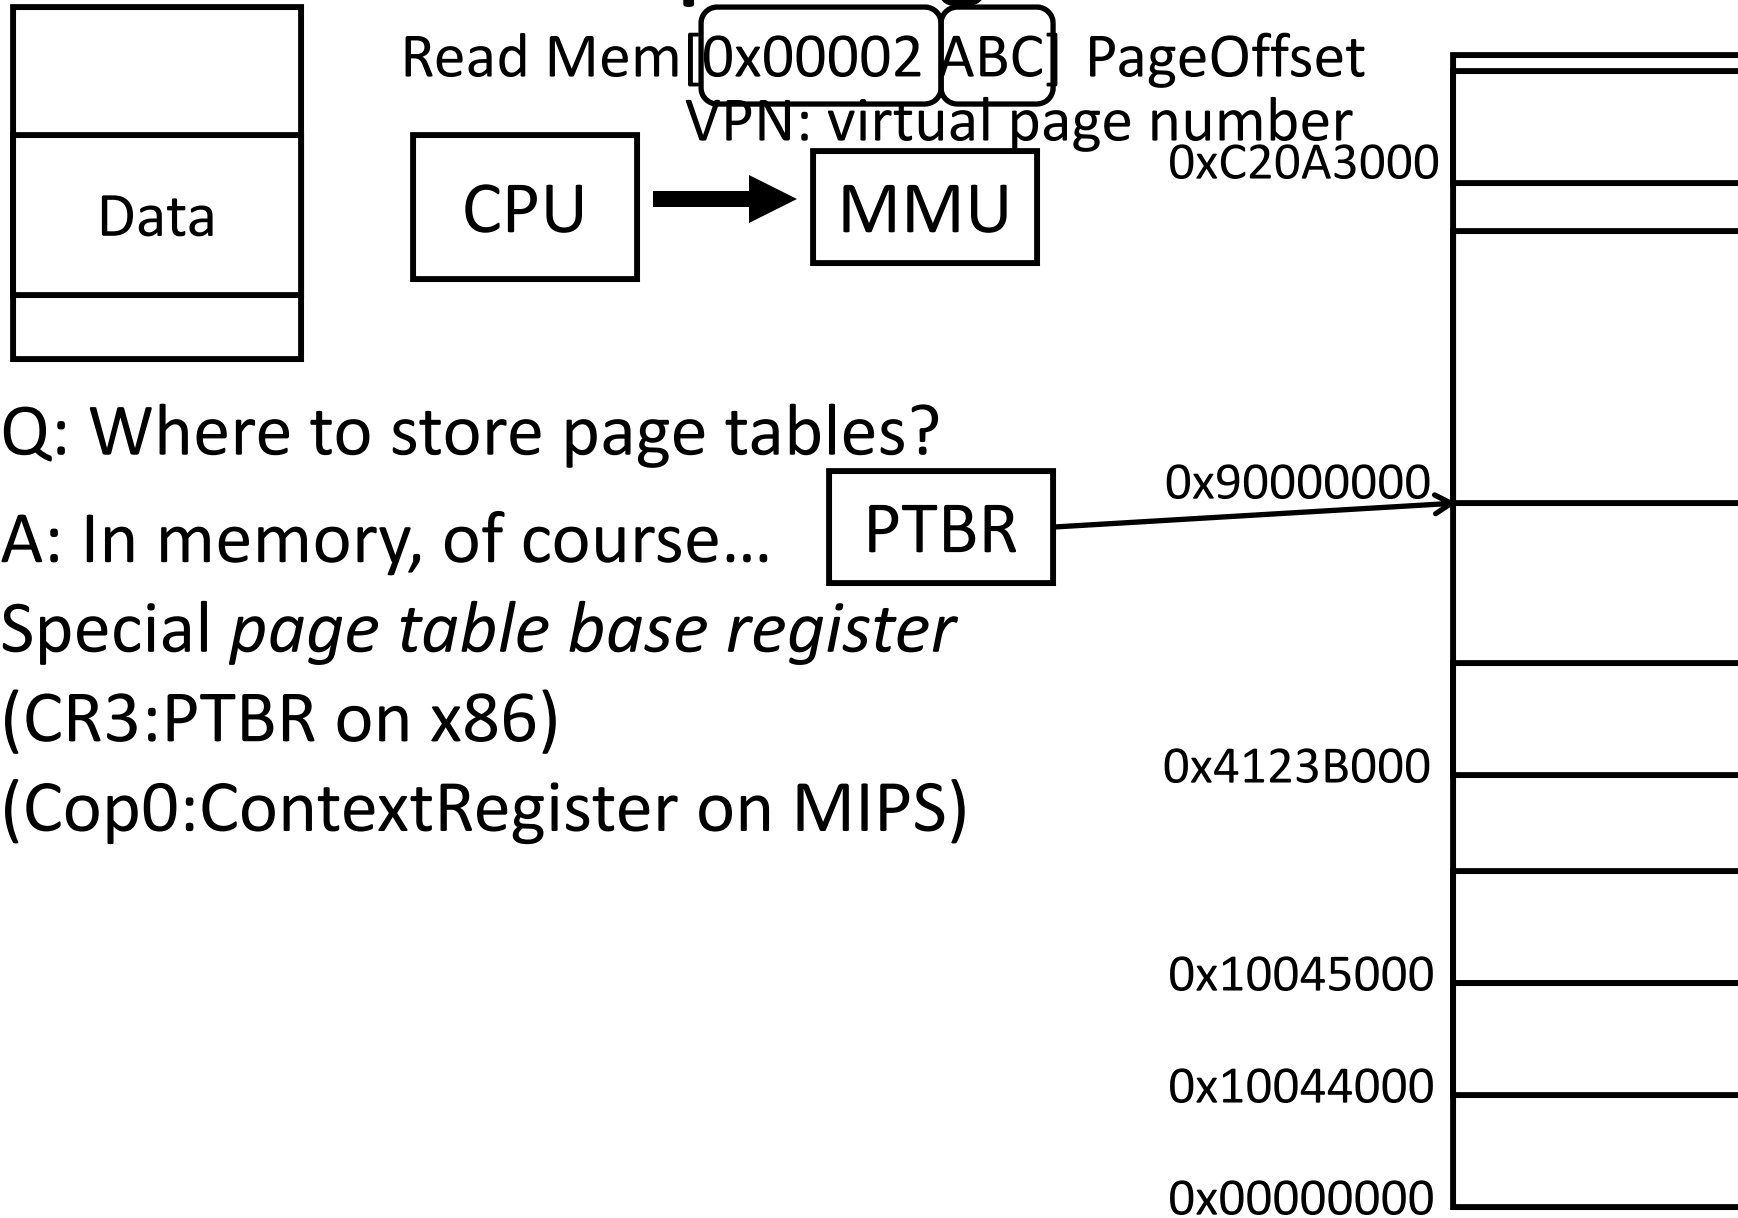 Read Mem[0x00002 ABC] PageOffset
VPN: virtual page number
0xC20A3000
Data
CPU
MMU
Q: Where to store page tables?
0x90000000
PTBR
A: In memory, of course…
Special page table base register
(CR3:PTBR on x86)
0x4123B000
(Cop0:ContextRegister on MIPS)
0x10045000
0x10044000
0x00000000